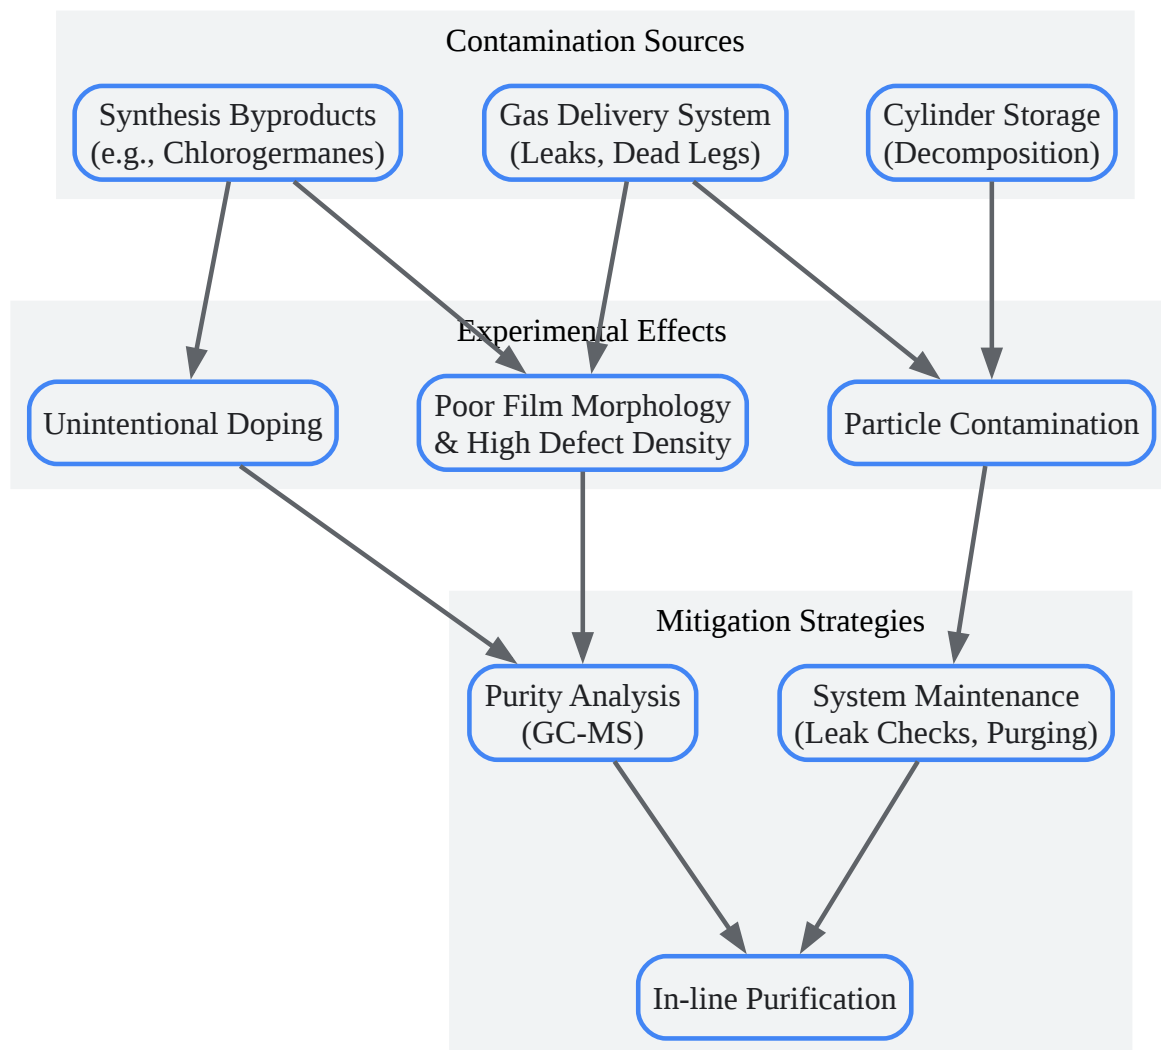 Contamination Sources
Synthesis Byproducts
(e.g., Chlorogermanes)
Gas Delivery System
(Leaks, Dead Legs)
Cylinder Storage
(Decomposition)
Experimental Effects
Unintentional Doping
Poor Film Morphology
& High Defect Density
Particle Contamination
Mitigation Strategies
Purity Analysis
(GC-MS)
System Maintenance
(Leak Checks, Purging)
In-line Purification